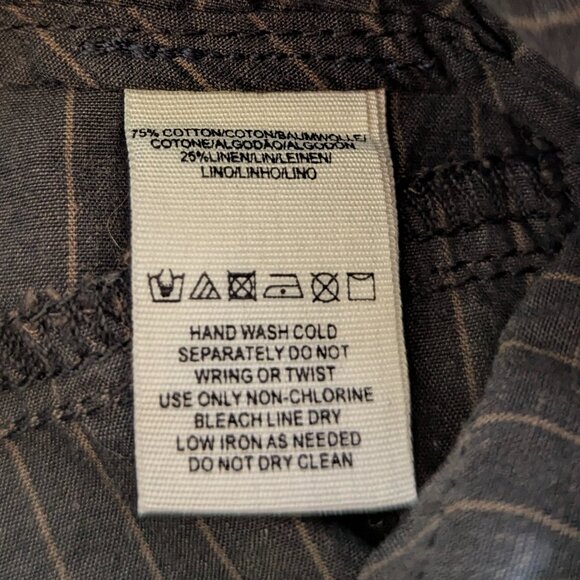 75% COTTON/COTON/BAUMWOLLE/
COTONE/ALGODÃO/ALGODÓN
25%LINEN/LIN/LEINEN/
LINO/LINHO/LINO
HAND WASH COLD
SEPARATELY DO NOT
WRING OR TWIST
USE ONLY NON-CHLORINE
BLEACH LINE DRY
LOW IRON AS NEEDED
DO NOT DRY CLEAN